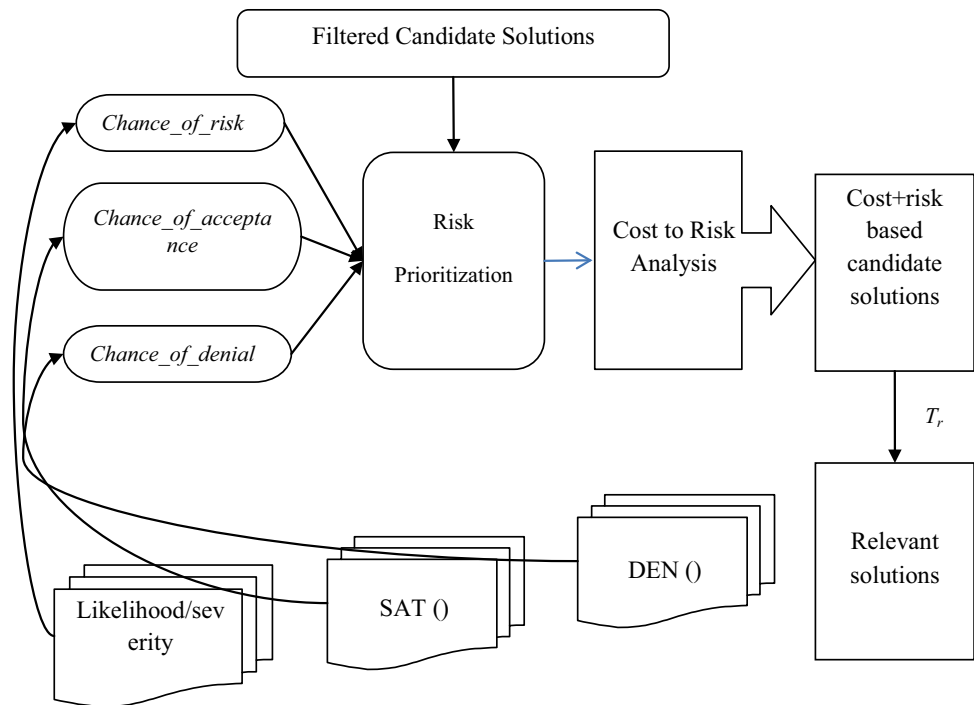 Filtered Candidate Solutions
Chance_of_risk
Chance_of_accepta
nce
Chance_of_denial
Risk
Prioritization
Cost to Risk
Analysis
Cost+risk
based
candidate
solutions
T_r
Relevant
solutions
DEN ()
SAT ()
Likelihood/sev
erity